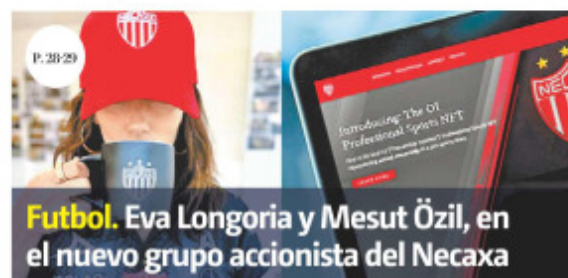 P. 28-29
NECAXA
Introducing: The 01
Professional Sports NFT
Futbol. Eva Longoria y Mesut Özil, en
el nuevo grupo accionista del Necaxa